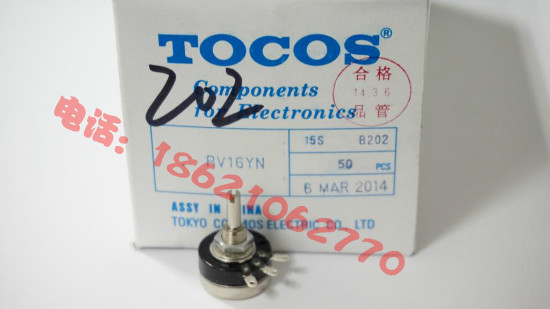 TOCOS®
Components
for Electronics
202
合格
14.3.6
品管
15S B202
RV16YN 50 PCS
6 MAR 2014
ASSY IN CHINA
TOKYO COSMOS ELECTRIC CO., LTD
电话：18621062770